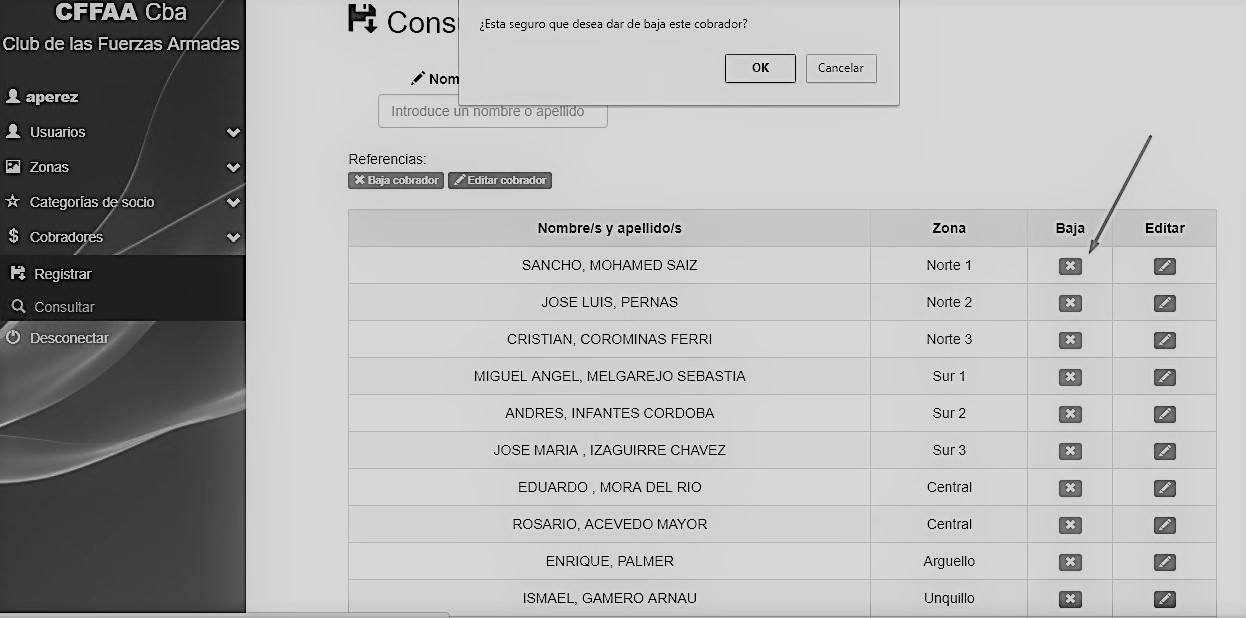 CFFAA Cba
Club de las Fuerzas Armadas
aperez
Usuarios
Zonas
Categorías de socio
Cobradores
Registrar
Consultar
Desconectar
Cons
¿Esta seguro que desea dar de baja este cobrador?
OK Cancelar
Nom
Introduce un nombre o apellido
Referencias:
Baja cobrador Editar cobrador
Nombre/s y apellido/s Zona Baja Editar
SANCHO, MOHAMED SAIZ Norte 1
JOSE LUIS, PERNAS Norte 2
CRISTIAN, COROMINAS FERRI Norte 3
MIGUEL ANGEL, MELGAREJO SEBASTIA Sur 1
ANDRES, INFANTES CORDOBA Sur 2
JOSE MARIA , IZAGUIRRE CHAVEZ Sur 3
EDUARDO , MORA DEL RIO Central
ROSARIO, ACEVEDO MAYOR Central
ENRIQUE, PALMER Arguello
ISMAEL, GAMERO ARNAU Unquillo